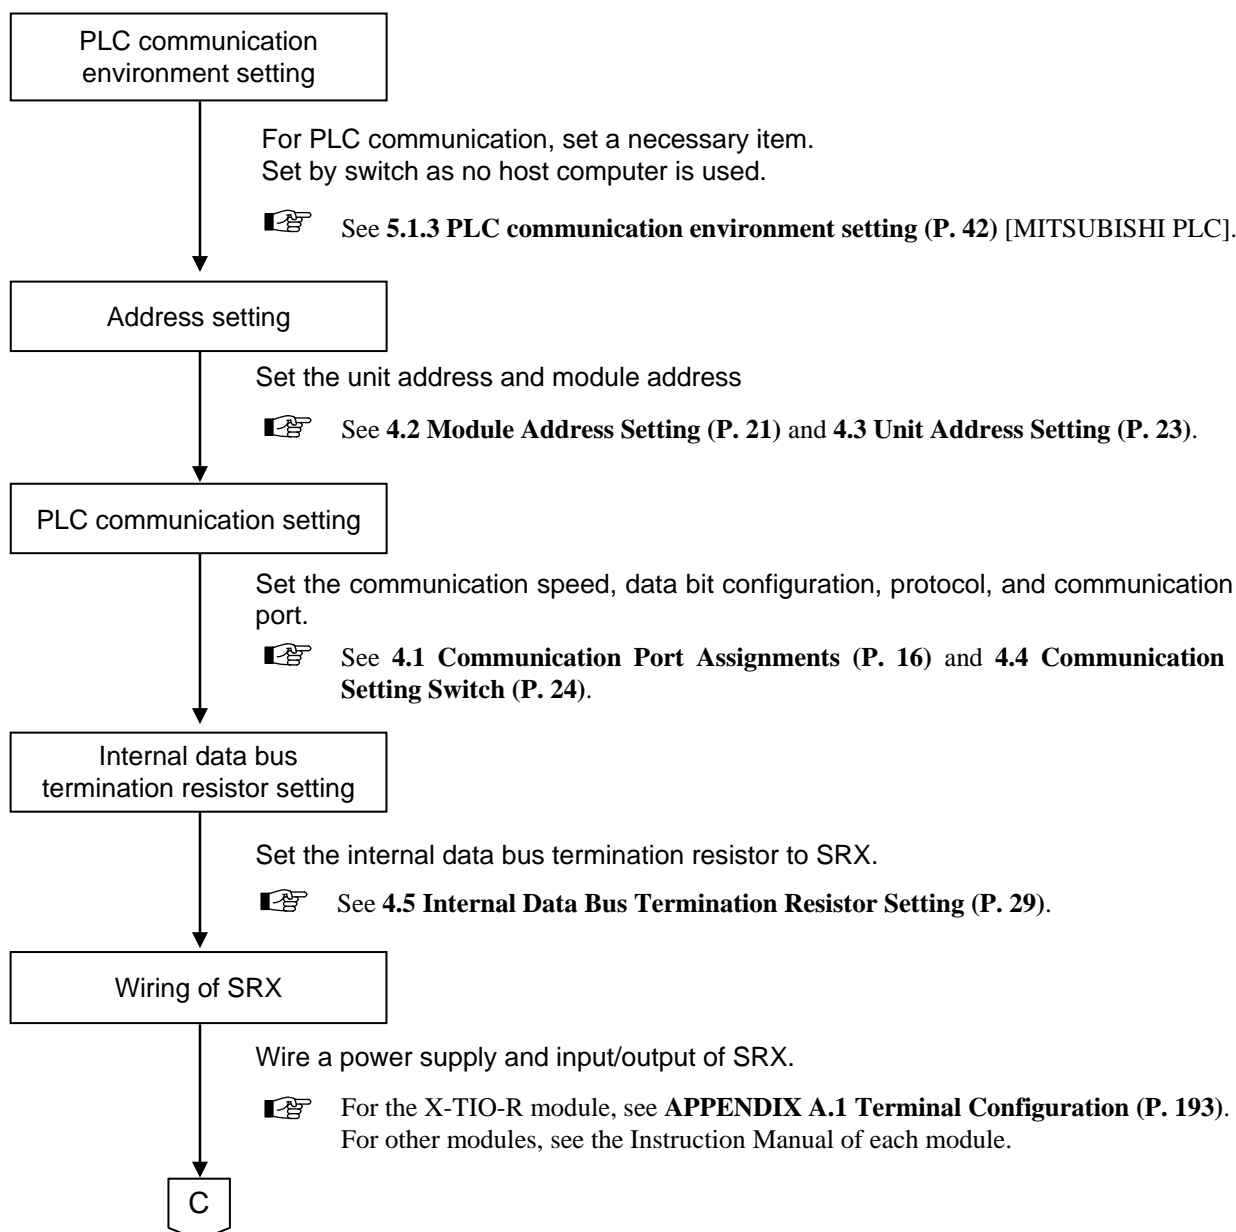 PLC communication
environment setting
For PLC communication, set a necessary item.
Set by switch as no host computer is used.
See 5.1.3 PLC communication environment setting (P. 42) [MITSUBISHI PLC].
Address setting
Set the unit address and module address
See 4.2 Module Address Setting (P. 21) and 4.3 Unit Address Setting (P. 23).
PLC communication setting
Set the communication speed, data bit configuration, protocol, and communication
port.
See 4.1 Communication Port Assignments (P. 16) and 4.4 Communication
Setting Switch (P. 24).
Internal data bus
termination resistor setting
Set the internal data bus termination resistor to SRX.
See 4.5 Internal Data Bus Termination Resistor Setting (P. 29).
Wiring of SRX
Wire a power supply and input/output of SRX.
For the X-TIO-R module, see APPENDIX A.1 Terminal Configuration (P. 193).
For other modules, see the Instruction Manual of each module.
C